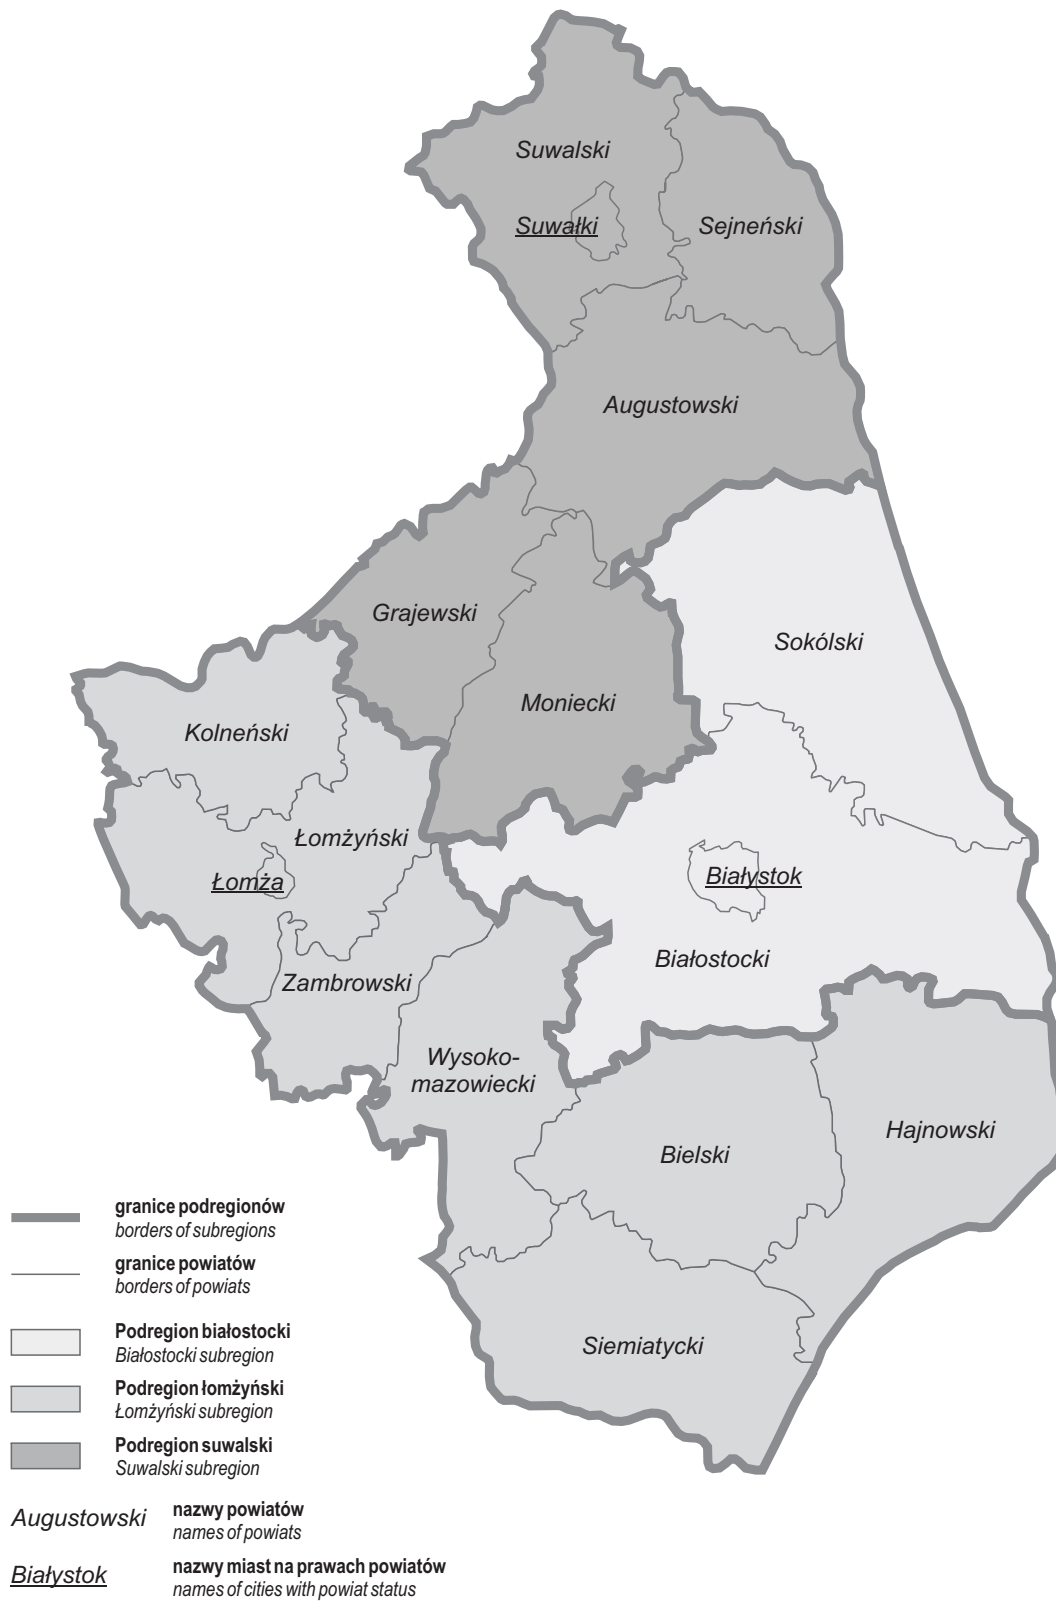 Suwalski
Suwałki
Sejneński
Augustowski
Grajewski
Sokólski
Moniecki
Kolneński
Łomżyński
Łomża
Białystok
Białostocki
Zambrowski
Wysoko-
mazowiecki
Hajnowski
Bielski
Siemiatycki
granice podregionów
borders of subregions
granice powiatów
borders of powiats
Podregion białostocki
Białostocki subregion
Podregion łomżyński
Łomżyński subregion
Podregion suwalski
Suwalski subregion
Augustowski nazwy powiatów
names of powiats
Białystok nazwy miast na prawach powiatów
names of cities with powiat status